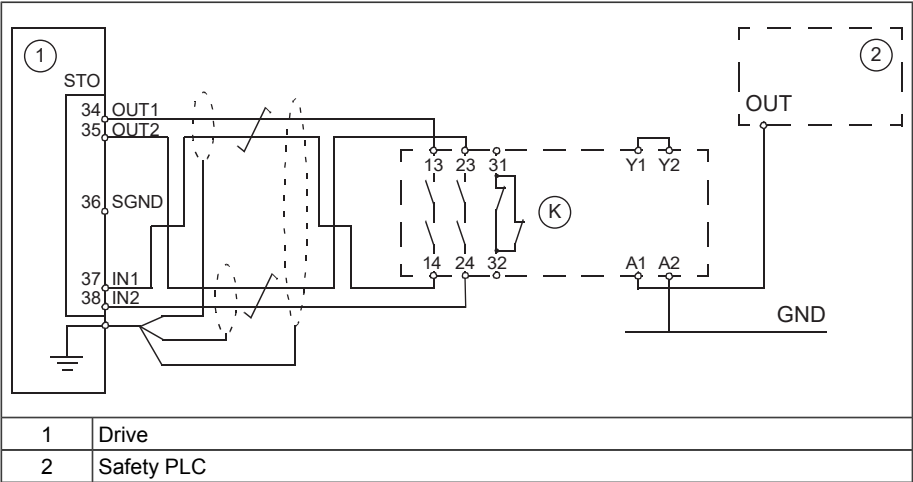 1
2
STO
OUT
34 OUT1
35 OUT2
13 23 31
Y1 Y2
36 SGND
K
14 24 32
A1 A2
37 IN1
38 IN2
GND
1 Drive
2 Safety PLC